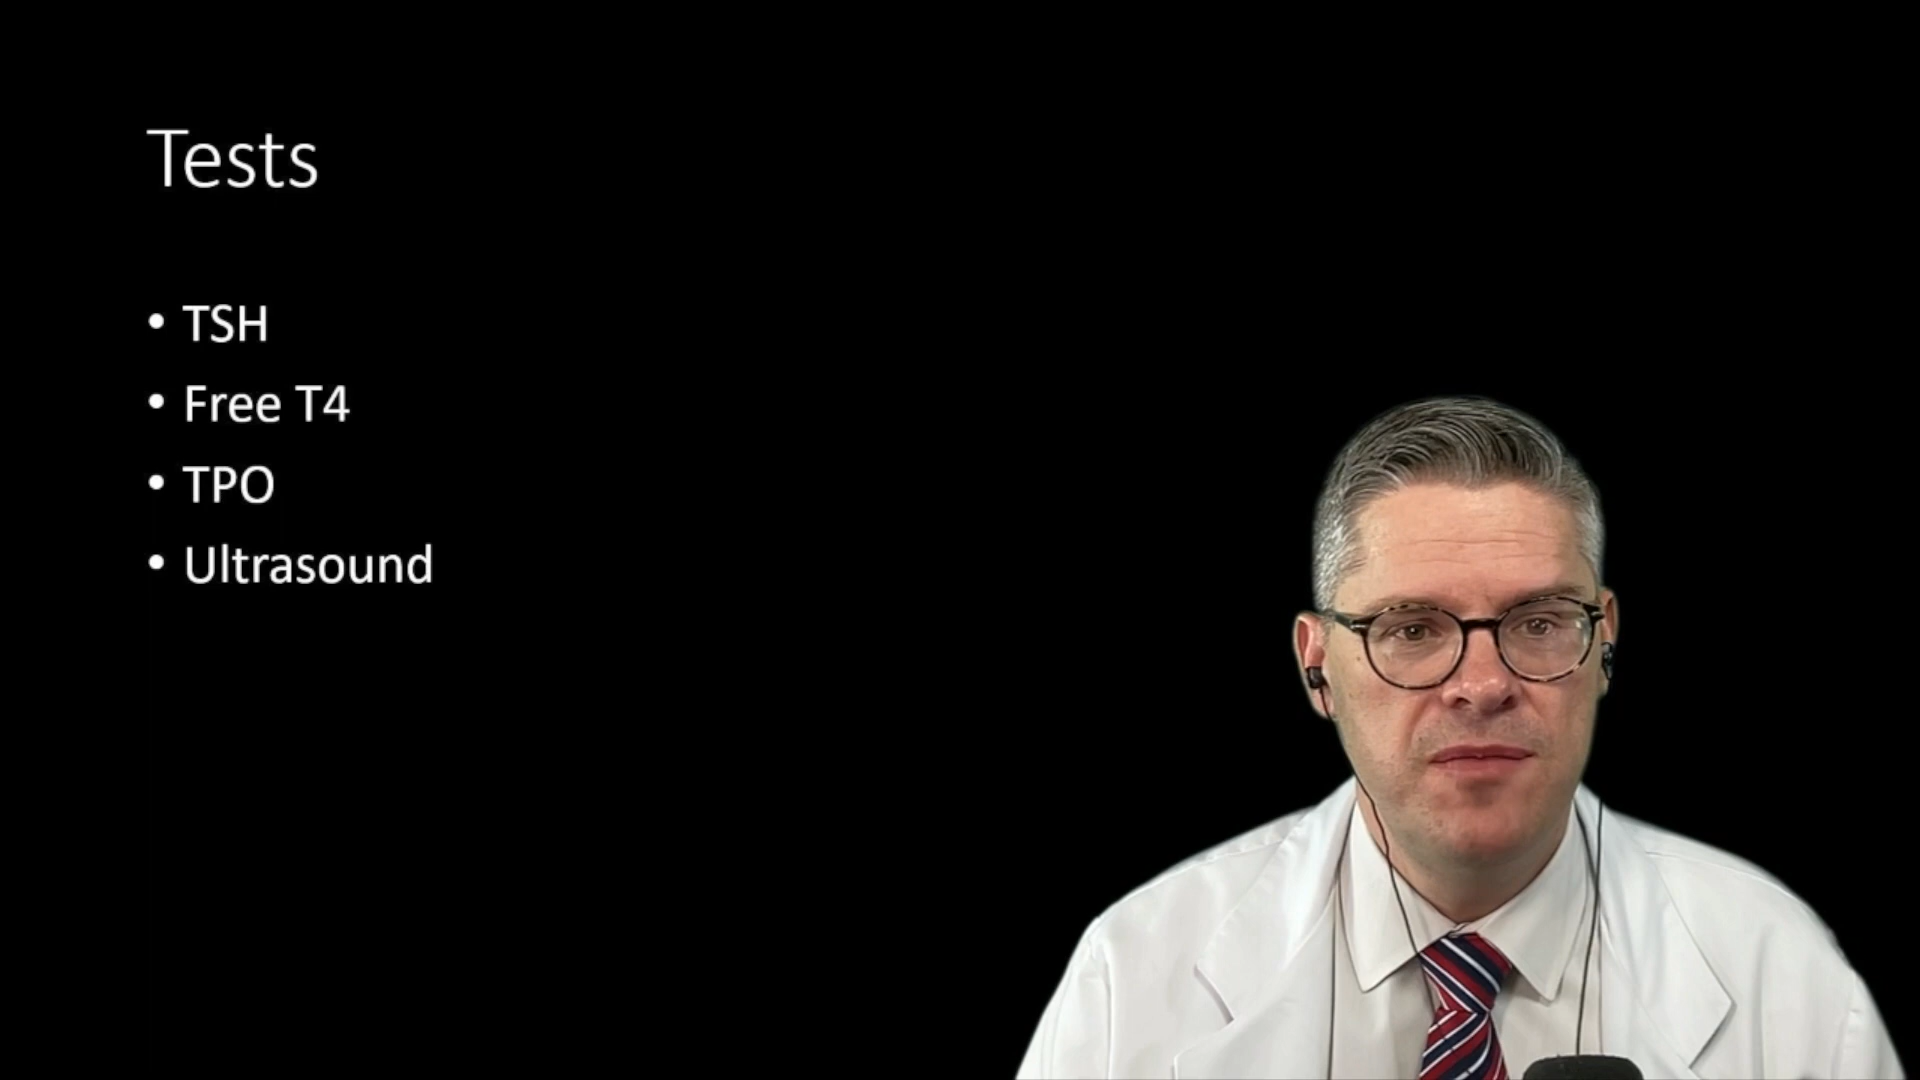 Tests
• TSH
• Free T4
• TPO
• Ultrasound